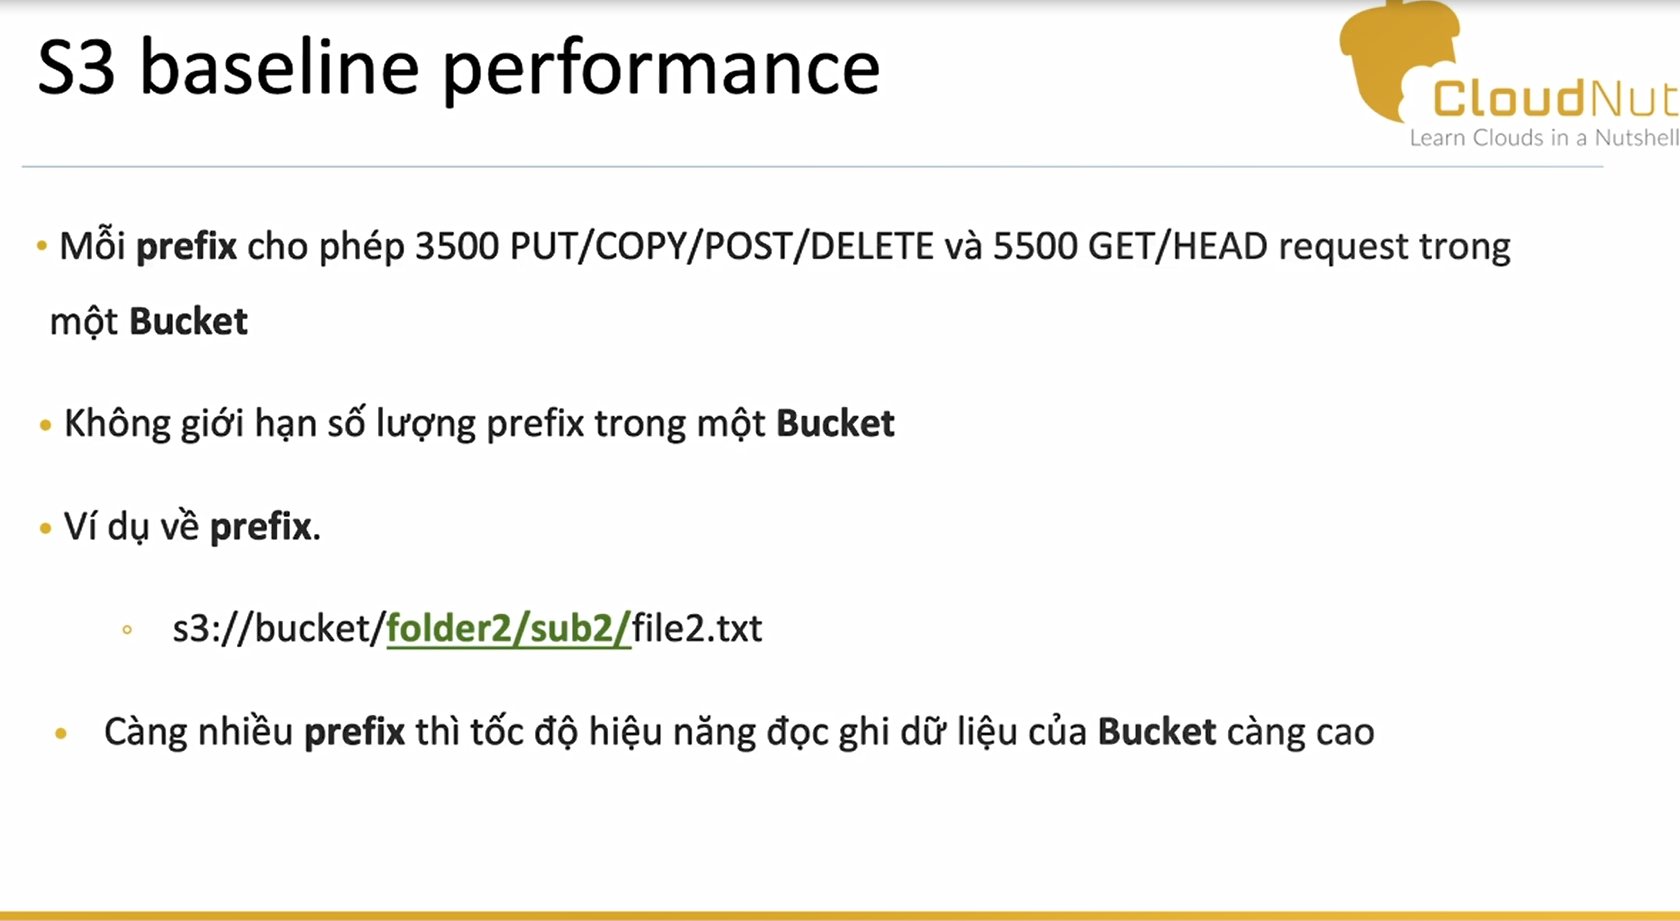 S3 baseline performance
CloudNut
Learn Clouds in a Nutshell
• Mỗi prefix cho phép 3500 PUT/COPY/POST/DELETE và 5500 GET/HEAD request trong
một Bucket
• Không giới hạn số lượng prefix trong một Bucket
• Ví dụ về prefix.
◦ s3://bucket/folder2/sub2/file2.txt
• Càng nhiều prefix thì tốc độ hiệu năng đọc ghi dữ liệu của Bucket càng cao